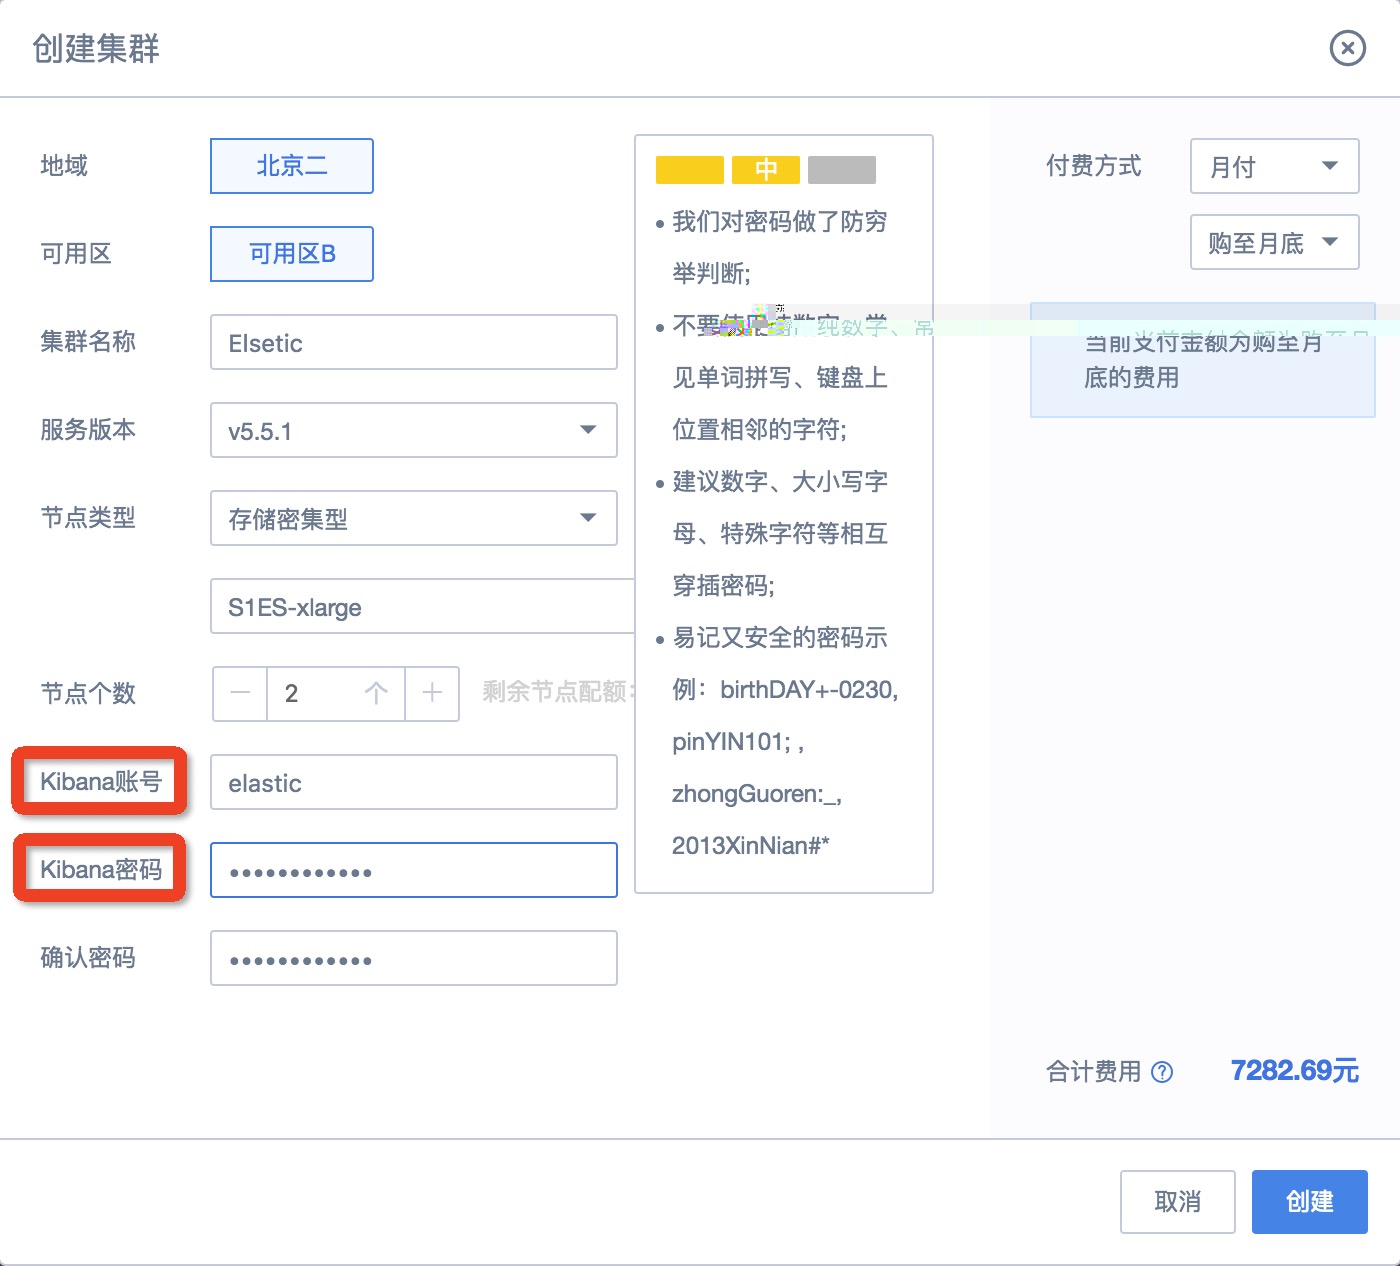 创建集群
地域
北京二
可用区
可用区B
集群名称
Elsetic
服务版本
v5.5.1
节点类型
存储密集型
S1ES-xlarge
节点个数
2
个
剩余节点配额:
Kibana账号
elastic
Kibana密码
••••••••••••
确认密码
••••••••••••
中
我们对密码做了防穷
举判断;
不要使用
见单词拼写、键盘上
位置相邻的字符;
建议数字、大小写字
母、特殊字符等相互
穿插密码;
易记又安全的密码示
例：birthDAY+-0230,
pinYIN101; ,
zhongGuoren:_,
2013XinNian#*
付费方式
月付
购至月底
当前支付金额为购至月
底的费用
合计费用 ?
7282.69元
取消
创建